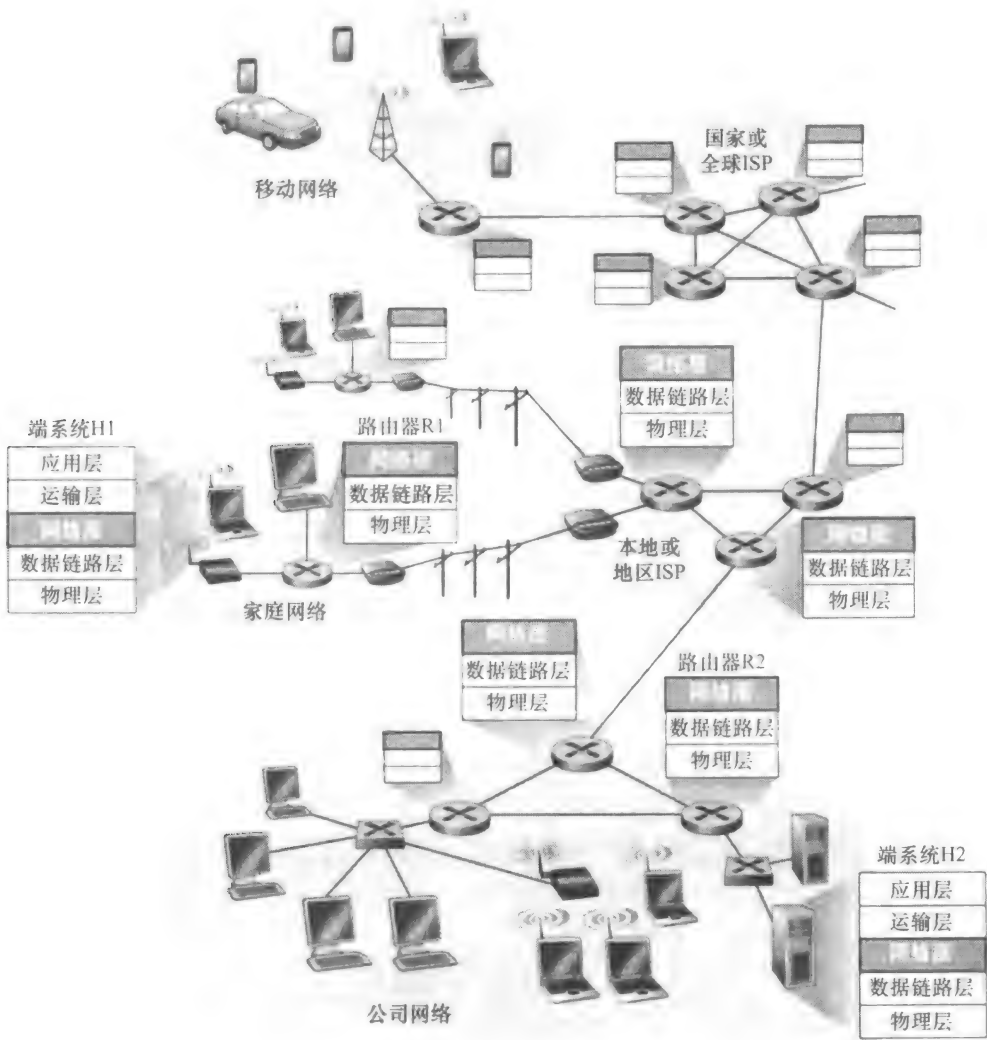 国家或
全球ISP
移动网络
网络层
数据链路层
物理层
端系统H1
应用层
运输层
网络层
数据链路层
物理层
路由器R1
网络层
数据链路层
物理层
本地或
地区ISP
网络层
数据链路层
物理层
家庭网络
网络层
数据链路层
物理层
路由器R2
网络层
数据链路层
物理层
端系统H2
应用层
运输层
网络层
数据链路层
物理层
公司网络